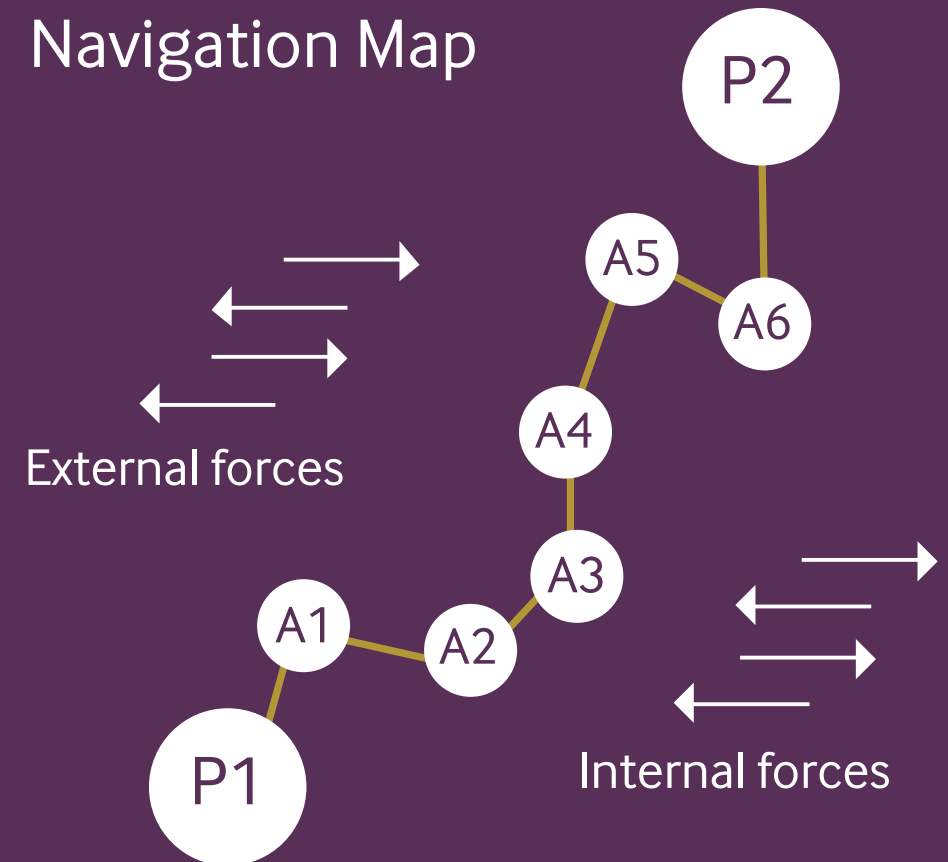 Navigation Map
P2
A5
A6
A4
External forces
A3
A1
A2
Internal forces
P1